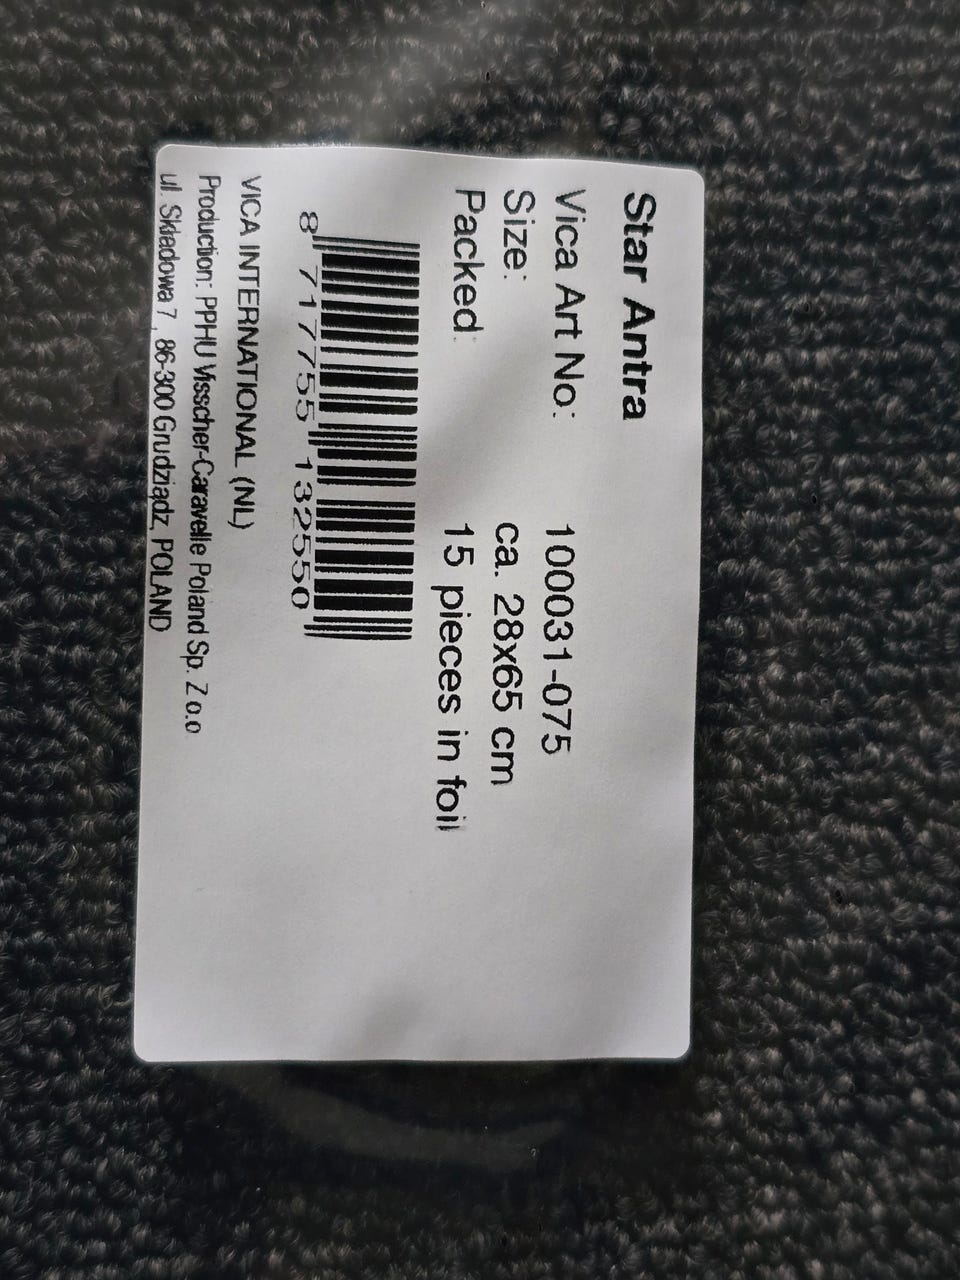 Star Antra
Vica Art No: 100031-075
Size: ca. 28x65 cm
Packed: 15 pieces in foil
8 717755 132550
VICA INTERNATIONAL (NL)
Production: PPHU Visscher-Caravelle Poland Sp. Z o.o
ul. Składowa 7 , 86-300 Grudziądz, POLAND